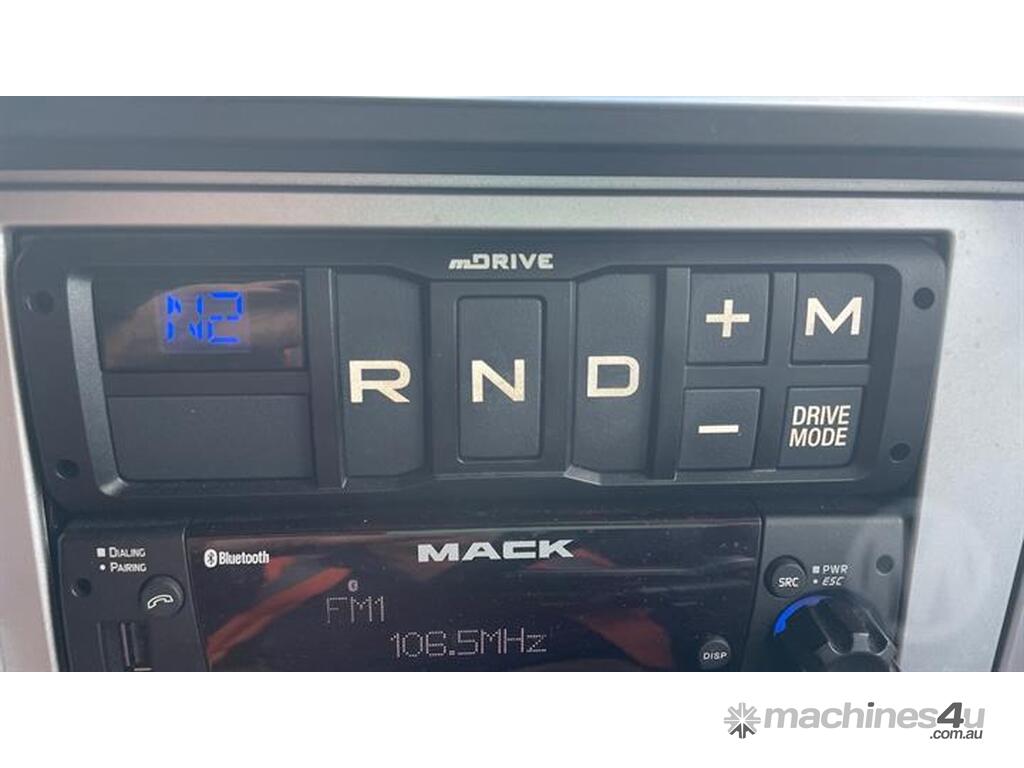 mDRIVE
N2
R N D + M
− DRIVE
MODE
DIALING
PAIRING
Bluetooth
MACK
SRC
PWR
ESC
FM1
106.5MHz
DISP
machines4u
.com.au